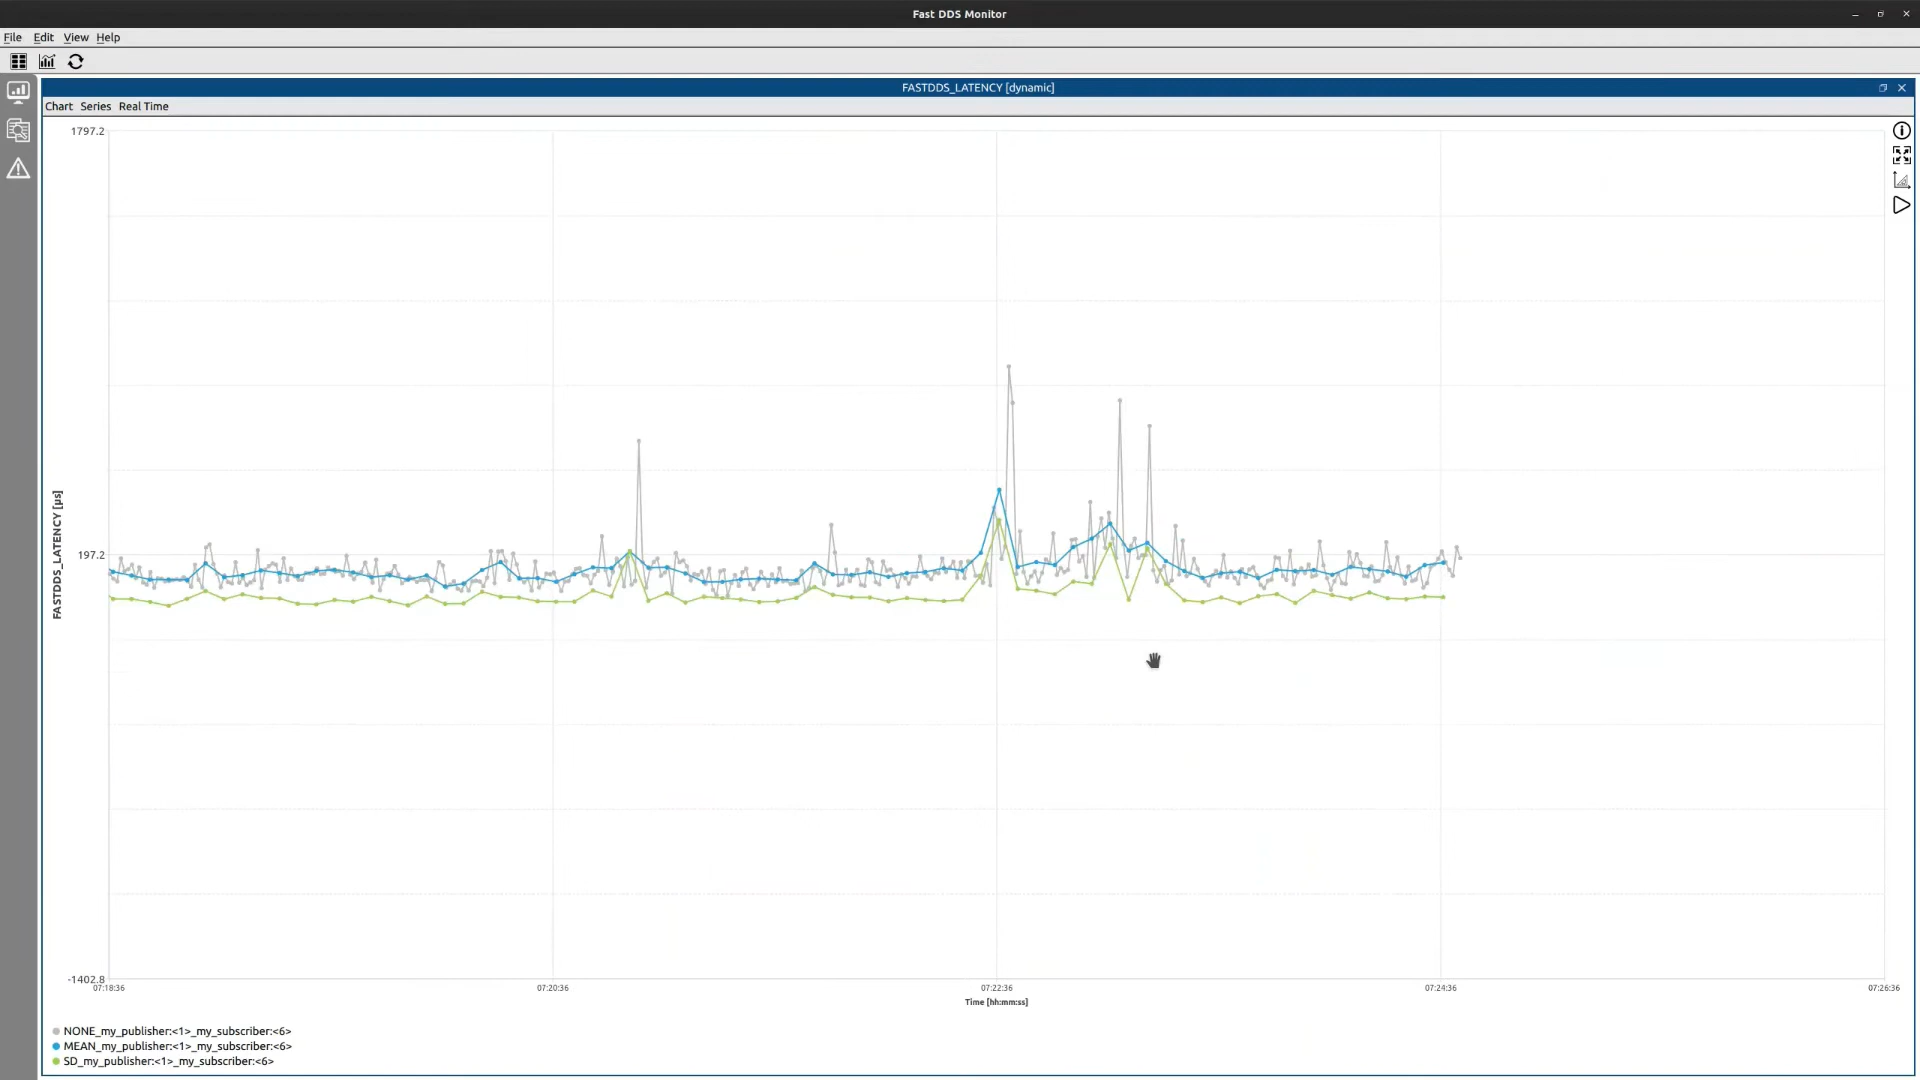 Fast DDS Monitor
File Edit View Help
FASTDDS_LATENCY [dynamic]
Chart Series Real Time
1797.2
197.2
-1402.8
FASTDDS_LATENCY [µs]
07:18:36 07:20:36 07:22:36 07:24:36 07:26:36
Time [hh:mm:ss]
NONE_my_publisher:<1>_my_subscriber:<6>
MEAN_my_publisher:<1>_my_subscriber:<6>
SD_my_publisher:<1>_my_subscriber:<6>